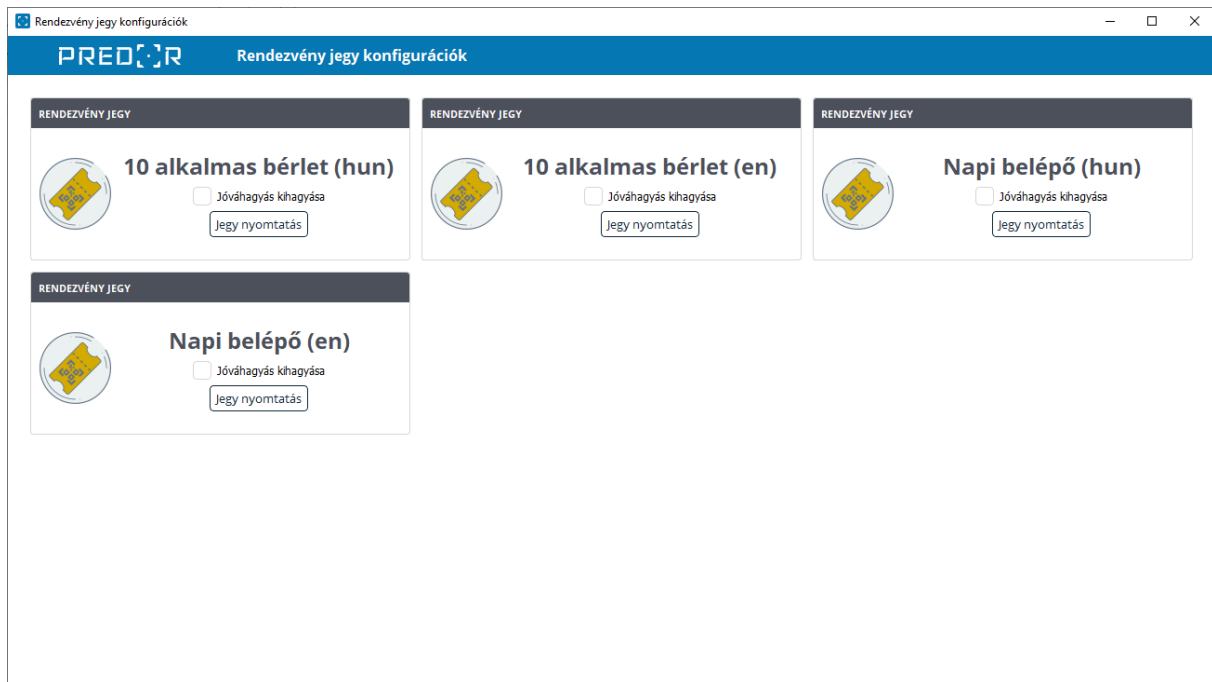 Rendezvény jegy konfigurációk
PREDOR
Rendezvény jegy konfigurációk
RENDEZVÉNY JEGY
10 alkalmas bérlet (hun)
Jóváhagyás kihagyása
Jegy nyomtatás
RENDEZVÉNY JEGY
10 alkalmas bérlet (en)
Jóváhagyás kihagyása
Jegy nyomtatás
RENDEZVÉNY JEGY
Napi belépő (hun)
Jóváhagyás kihagyása
Jegy nyomtatás
RENDEZVÉNY JEGY
Napi belépő (en)
Jóváhagyás kihagyása
Jegy nyomtatás